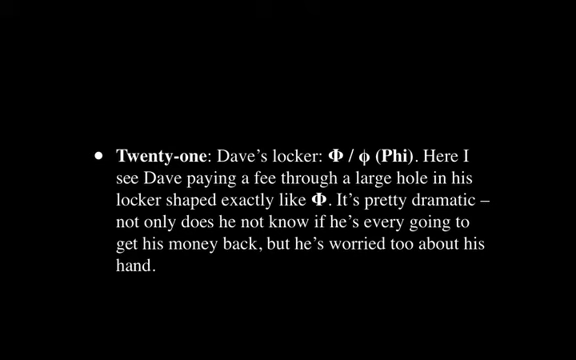 • Twenty-one: Dave's locker: Φ / ϕ (Phi). Here I
see Dave paying a fee through a large hole in his
locker shaped exactly like Φ. It's pretty dramatic –
not only does he not know if he's every going to
get his money back, but he's worried too about his
hand.